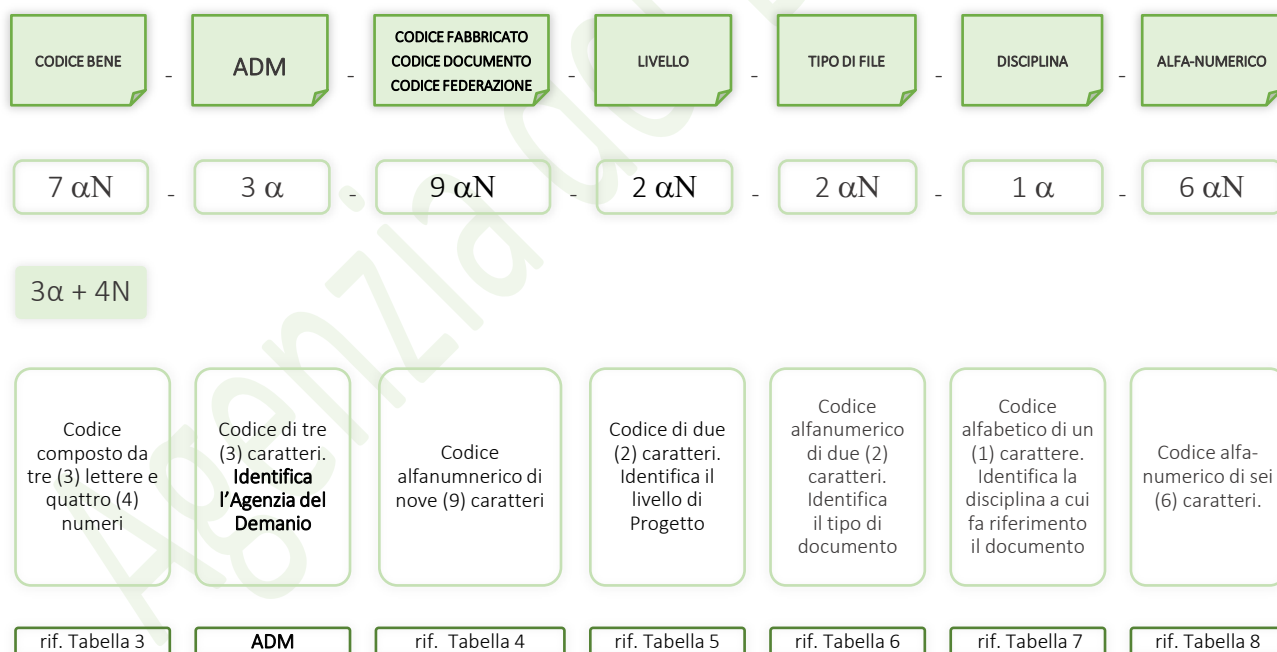 CODICE BENE - ADM - CODICE FABBRICATO
CODICE DOCUMENTO
CODICE FEDERAZIONE - LIVELLO - TIPO DI FILE - DISCIPLINA - ALFA-NUMERICO
7 αN - 3 α - 9 αN - 2 αN - 2 αN - 1 α - 6 αN
3α + 4N
Codice
composto da
tre (3) lettere e
quattro (4)
numeri
Codice di tre
(3) caratteri.
Identifica
l'Agenzia del
Demanio
Codice
alfanumnerico di
nove (9) caratteri
Codice di due
(2) caratteri.
Identifica il
livello di
Progetto
Codice
alfanumerico
di due (2)
caratteri.
Identifica
il tipo di
documento
Codice
alfabetico di un
(1) carattere.
Identifica la
disciplina a cui
fa riferimento
il documento
Codice alfa-
numerico di sei
(6) caratteri.
rif. Tabella 3
ADM
rif. Tabella 4
rif. Tabella 5
rif. Tabella 6
rif. Tabella 7
rif. Tabella 8
Agenzia